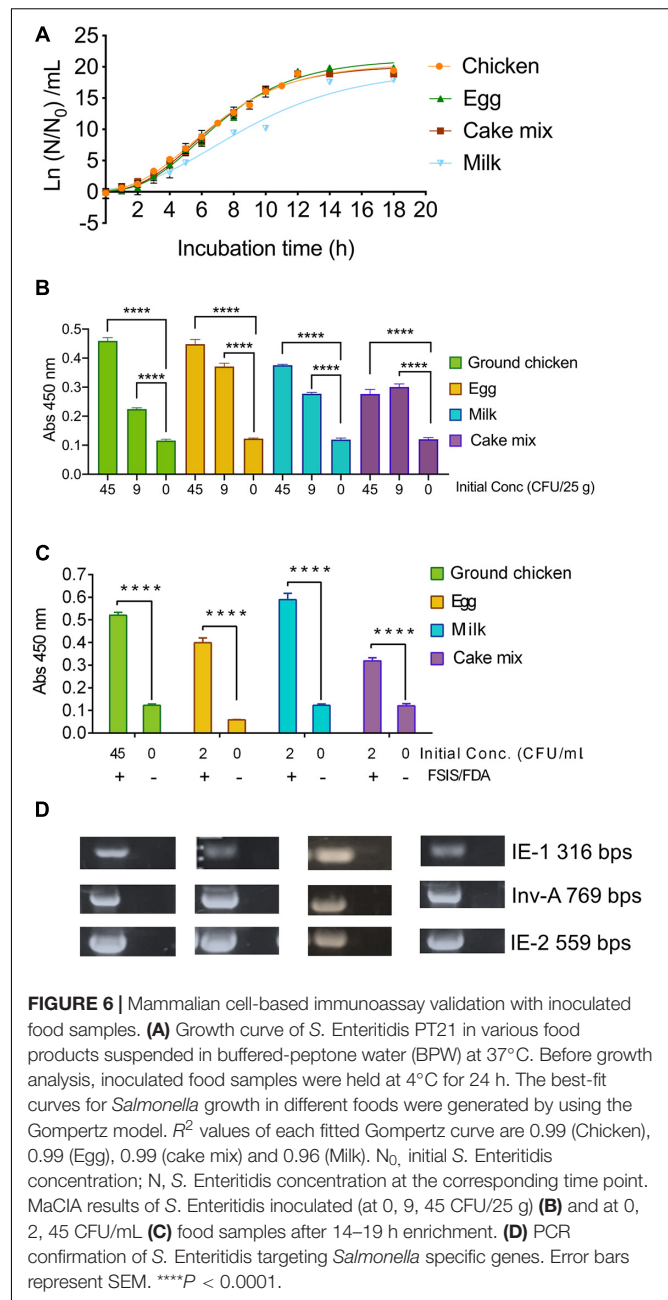 A
Ln (N/N0) /mL
25
20
15
10
5
0
-5
2 4 6 8 10 12 14 16 18 20
Incubation time (h)
Chicken
Egg
Cake mix
Milk
B
Abs 450 nm
0.5
0.4
0.3
0.2
0.1
0.0
**** **** **** ****
**** **** **** ****
45 9 0 45 9 0 45 9 0 45 9 0 Initial Conc (CFU/25 g)
Ground chicken
Egg
Milk
Cake mix
C
Abs 450 nm
0.7
0.6
0.5
0.4
0.3
0.2
0.1
0.0
**** **** **** ****
Ground chicken
Egg
Milk
Cake mix
45 0 2 0 2 0 2 0 Initial Conc. (CFU/mL
+ - + - + - + - FSIS/FDA
D
IE-1 316 bps
Inv-A 769 bps
IE-2 559 bps
FIGURE 6 | Mammalian cell-based immunoassay validation with inoculated
food samples. (A) Growth curve of S. Enteritidis PT21 in various food
products suspended in buffered-peptone water (BPW) at 37°C. Before growth
analysis, inoculated food samples were held at 4°C for 24 h. The best-fit
curves for Salmonella growth in different foods were generated by using the
Gompertz model. R2 values of each fitted Gompertz curve are 0.99 (Chicken),
0.99 (Egg), 0.99 (cake mix) and 0.96 (Milk). N0, initial S. Enteritidis
concentration; N, S. Enteritidis concentration at the corresponding time point.
MaCIA results of S. Enteritidis inoculated (at 0, 9, 45 CFU/25 g) (B) and at 0,
2, 45 CFU/mL (C) food samples after 14–19 h enrichment. (D) PCR
confirmation of S. Enteritidis targeting Salmonella specific genes. Error bars
represent SEM. ****P < 0.0001.